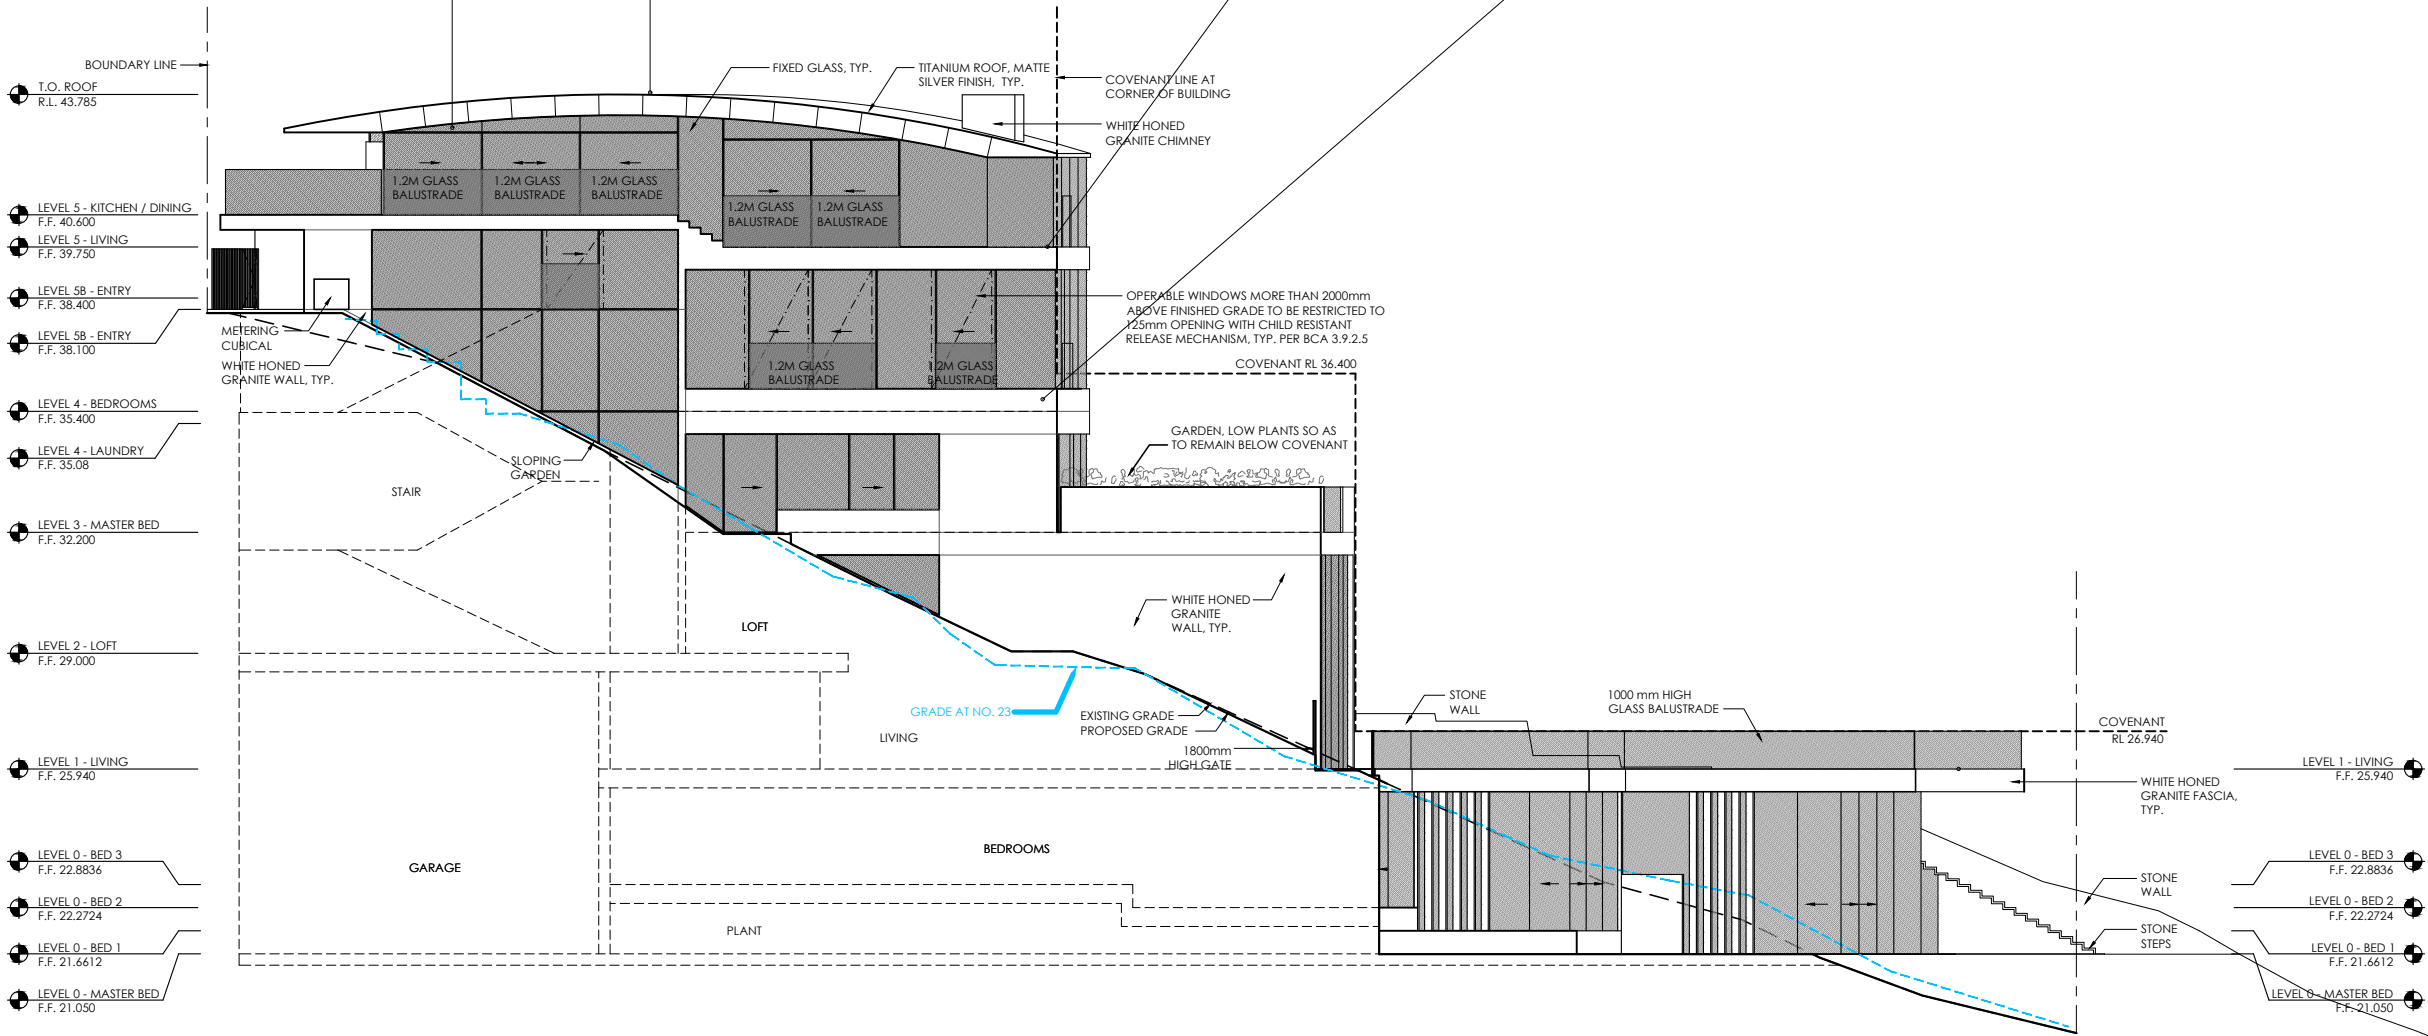 BOUNDARY LINE
T.O. ROOF
R.L. 43.785
LEVEL 5 - KITCHEN / DINING
F.F. 40.600
LEVEL 5 - LIVING
F.F. 39.750
LEVEL 5B - ENTRY
F.F. 38.400
LEVEL 5B - ENTRY
F.F. 38.100
LEVEL 4 - BEDROOMS
F.F. 35.400
LEVEL 4 - LAUNDRY
F.F. 35.08
LEVEL 3 - MASTER BED
F.F. 32.200
LEVEL 2 - LOFT
F.F. 29.000
LEVEL 1 - LIVING
F.F. 25.940
LEVEL 0 - BED 3
F.F. 22.8836
LEVEL 0 - BED 2
F.F. 22.2724
LEVEL 0 - BED 1
F.F. 21.6612
LEVEL 0 - MASTER BED
F.F. 21.050
FIXED GLASS, TYP.
TITANIUM ROOF, MATTE
SILVER FINISH, TYP.
COVENANT LINE AT
CORNER OF BUILDING
WHITE HONED
GRANITE CHIMNEY
1.2M GLASS
BALUSTRADE
1.2M GLASS
BALUSTRADE
1.2M GLASS
BALUSTRADE
1.2M GLASS
BALUSTRADE
1.2M GLASS
BALUSTRADE
METERING
CUBICAL
WHITE HONED
GRANITE WALL, TYP.
OPERABLE WINDOWS MORE THAN 2000mm
ABOVE FINISHED GRADE TO BE RESTRICTED TO
125mm OPENING WITH CHILD RESISTANT
RELEASE MECHANISM, TYP. PER BCA 3.9.2.5
1.2M GLASS
BALUSTRADE
1.2M GLASS
BALUSTRADE
COVENANT RL 36.400
GARDEN, LOW PLANTS SO AS
TO REMAIN BELOW COVENANT
SLOPING
GARDEN
STAIR
WHITE HONED
GRANITE
WALL, TYP.
LOFT
GRADE AT NO. 23
EXISTING GRADE
PROPOSED GRADE
LIVING
1800mm
HIGH GATE
STONE
WALL
1000 mm HIGH
GLASS BALUSTRADE
COVENANT
RL 26.940
WHITE HONED
GRANITE FASCIA,
TYP.
BEDROOMS
GARAGE
PLANT
STONE
WALL
STONE
STEPS
LEVEL 1 - LIVING
F.F. 25.940
LEVEL 0 - BED 3
F.F. 22.8836
LEVEL 0 - BED 2
F.F. 22.2724
LEVEL 0 - BED 1
F.F. 21.6612
LEVEL 0 - MASTER BED
F.F. 21.050